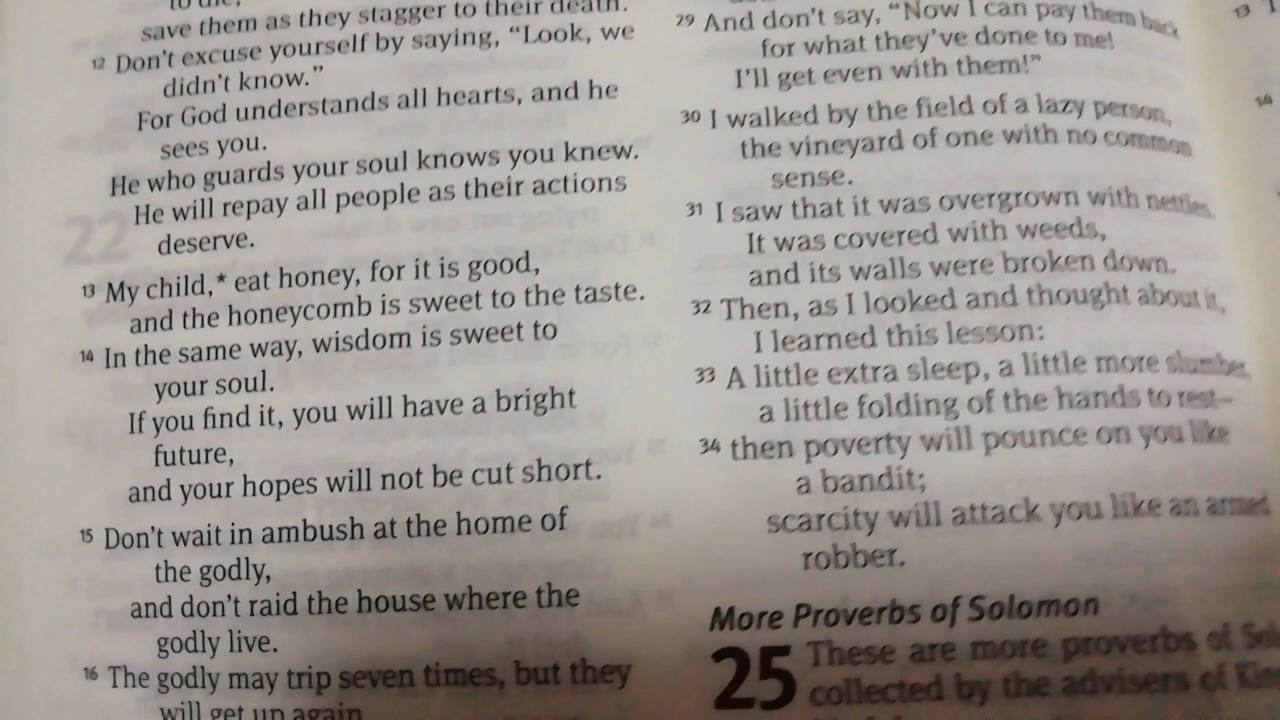 save them as they stagger to their death.
12 Don't excuse yourself by saying, "Look, we
didn't know."
For God understands all hearts, and he
sees you.
He who guards your soul knows you knew.
He will repay all people as their actions
deserve.
13 My child,* eat honey, for it is good,
and the honeycomb is sweet to the taste.
14 In the same way, wisdom is sweet to
your soul.
If you find it, you will have a bright
future,
and your hopes will not be cut short.
15 Don't wait in ambush at the home of
the godly,
and don't raid the house where the
godly live.
16 The godly may trip seven times, but they
will get up again
29 And don't say, "Now I can pay them back
for what they've done to me!
I'll get even with them!"
30 I walked by the field of a lazy person,
the vineyard of one with no common
sense.
31 I saw that it was overgrown with nettles.
It was covered with weeds,
and its walls were broken down.
32 Then, as I looked and thought about it,
I learned this lesson:
33 A little extra sleep, a little more slumber,
a little folding of the hands to rest—
34 then poverty will pounce on you like
a bandit;
scarcity will attack you like an armed
robber.
More Proverbs of Solomon
25 These are more proverbs of
collected by the advisers of